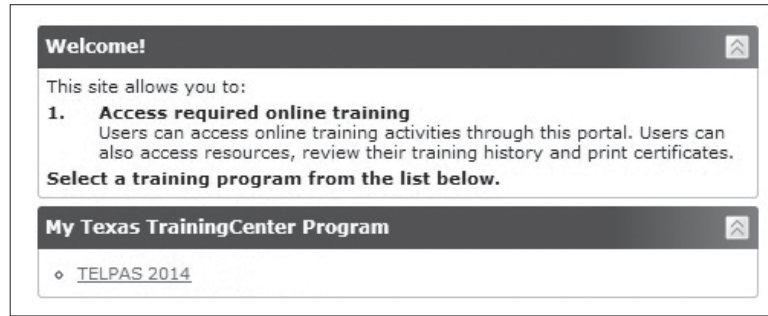 Welcome!
This site allows you to:
1. Access required online training
Users can access online training activities through this portal. Users can
also access resources, review their training history and print certificates.
Select a training program from the list below.
My Texas TrainingCenter Program
TELPAS 2014